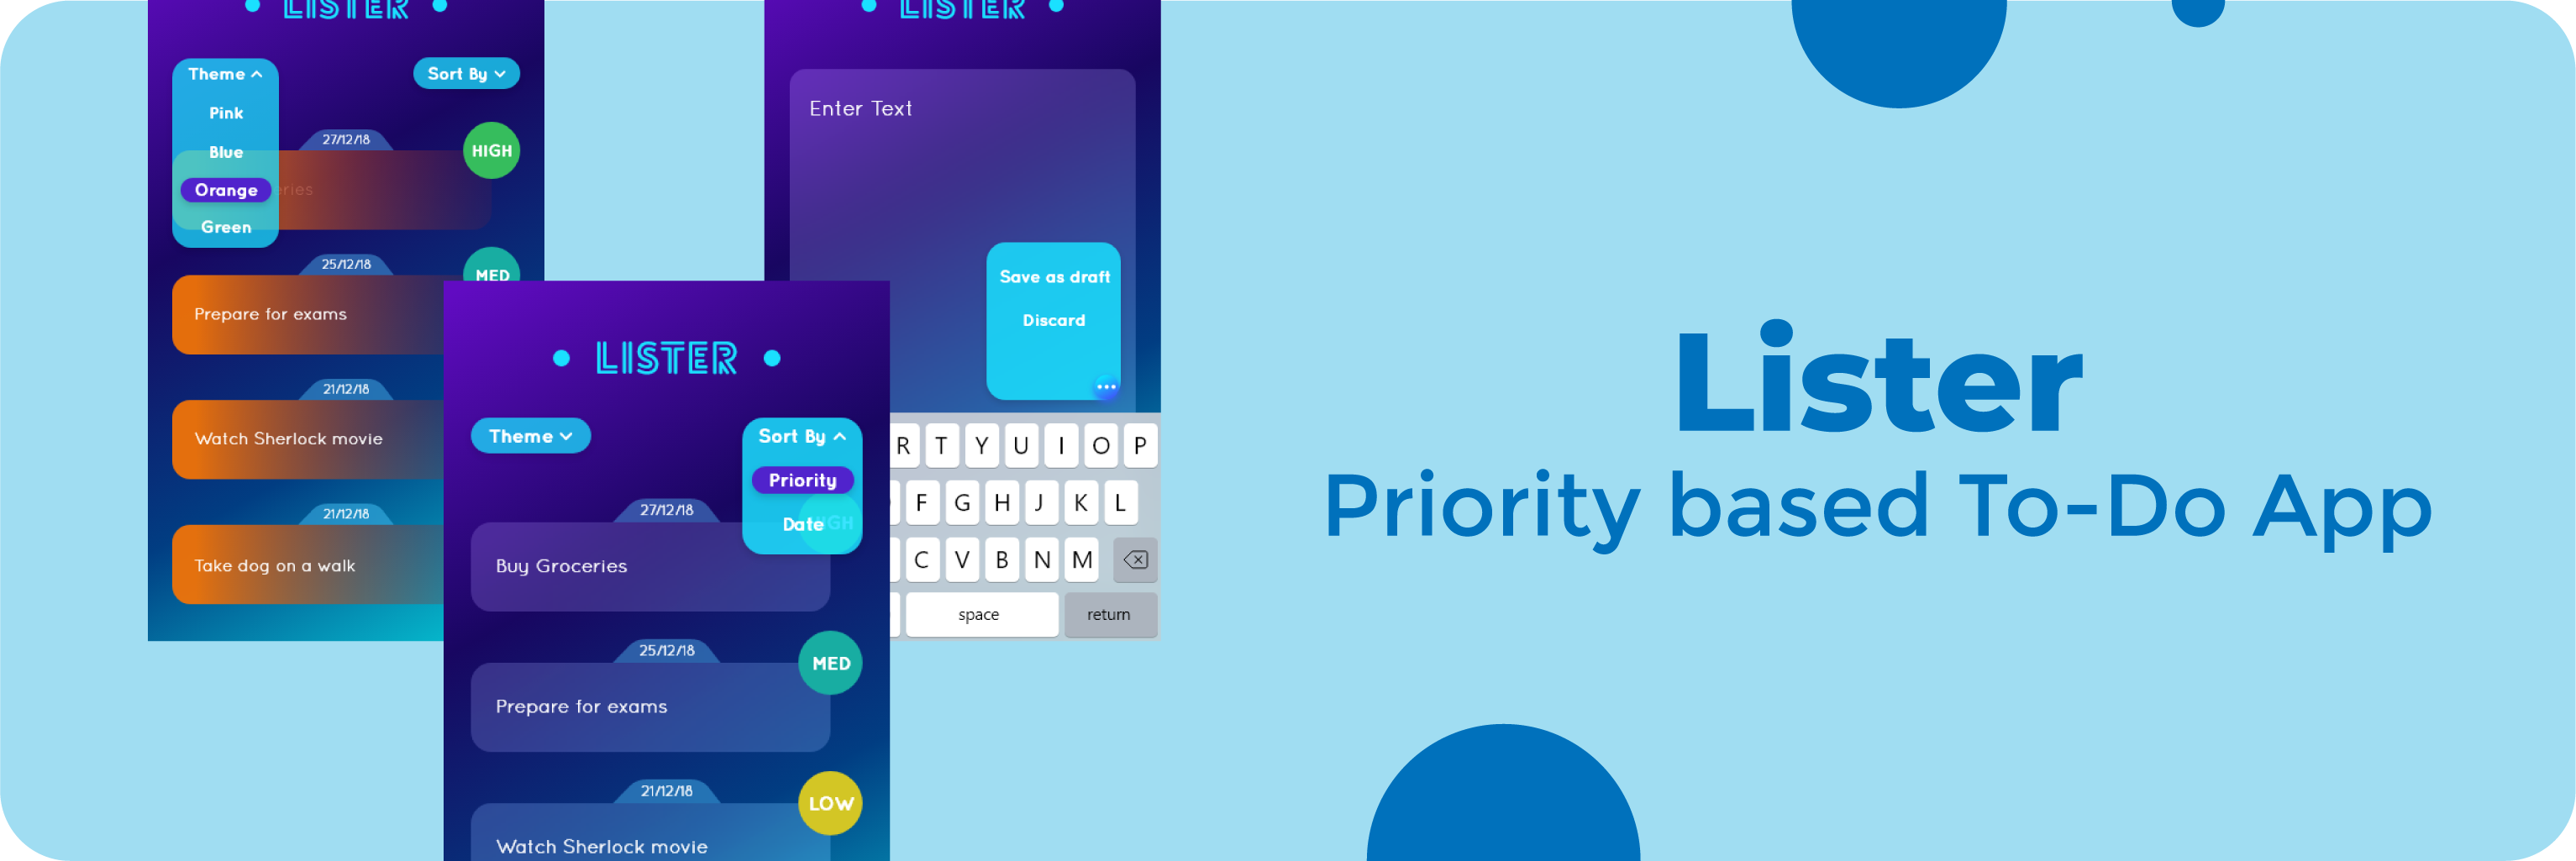 LISTER
Theme
Sort By
Pink
27/12/18
HIGH
Blue
Orange
eries
Green
25/12/18
MED
Prepare for exams
21/12/18
Watch Sherlock movie
21/12/18
Take dog on a walk
LISTER
Enter Text
Save as draft
Discard
R T Y U I O P
F G H J K L
C V B N M
space return
LISTER
Theme
Sort By
Priority
27/12/18
Date
HIGH
Buy Groceries
25/12/18
MED
Prepare for exams
21/12/18
LOW
Watch Sherlock movie
Lister
Priority based To-Do App